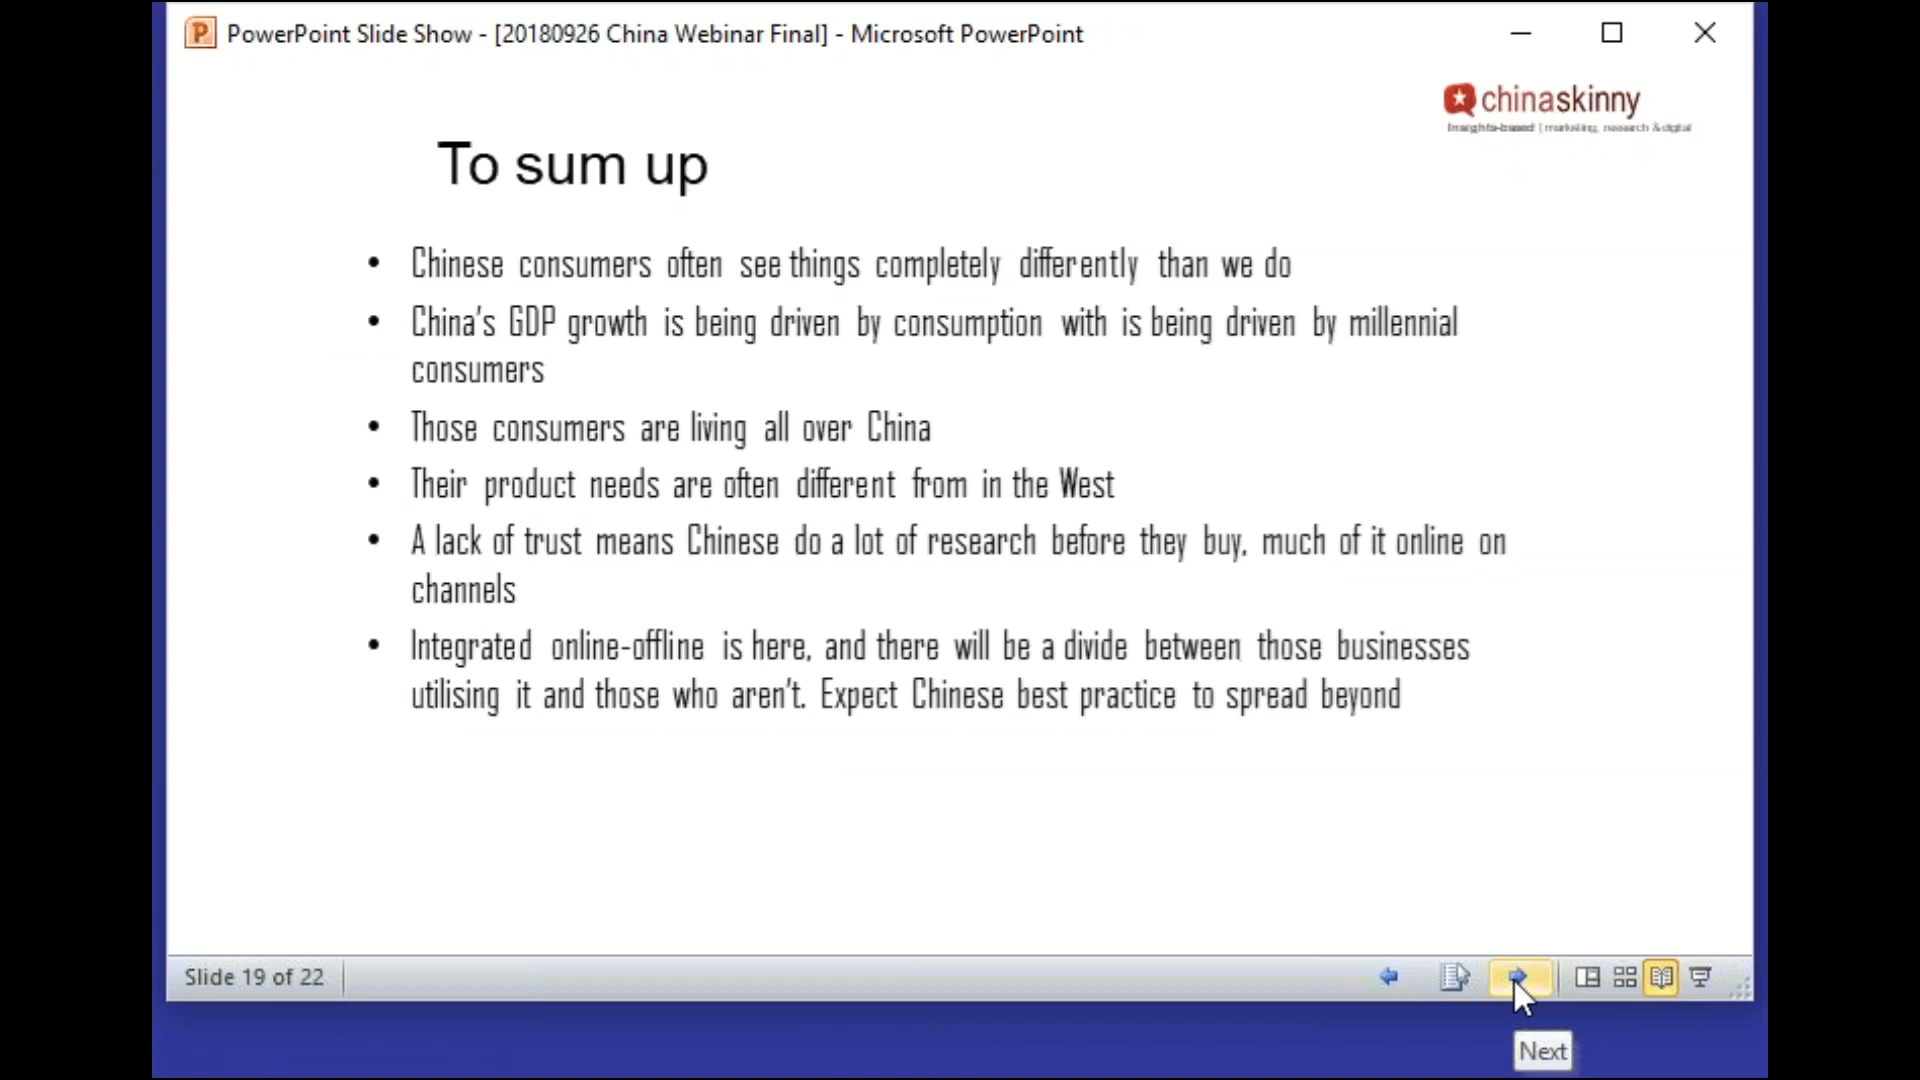 PowerPoint Slide Show - [20180926 China Webinar Final] - Microsoft PowerPoint
chinaskinny
Insights-based | marketing, research & digital
To sum up
• Chinese consumers often see things completely differently than we do
• China's GDP growth is being driven by consumption with is being driven by millennial
consumers
• Those consumers are living all over China
• Their product needs are often different from in the West
• A lack of trust means Chinese do a lot of research before they buy, much of it online on
channels
• Integrated online-offline is here, and there will be a divide between those businesses
utilising it and those who aren't. Expect Chinese best practice to spread beyond
Slide 19 of 22
Next